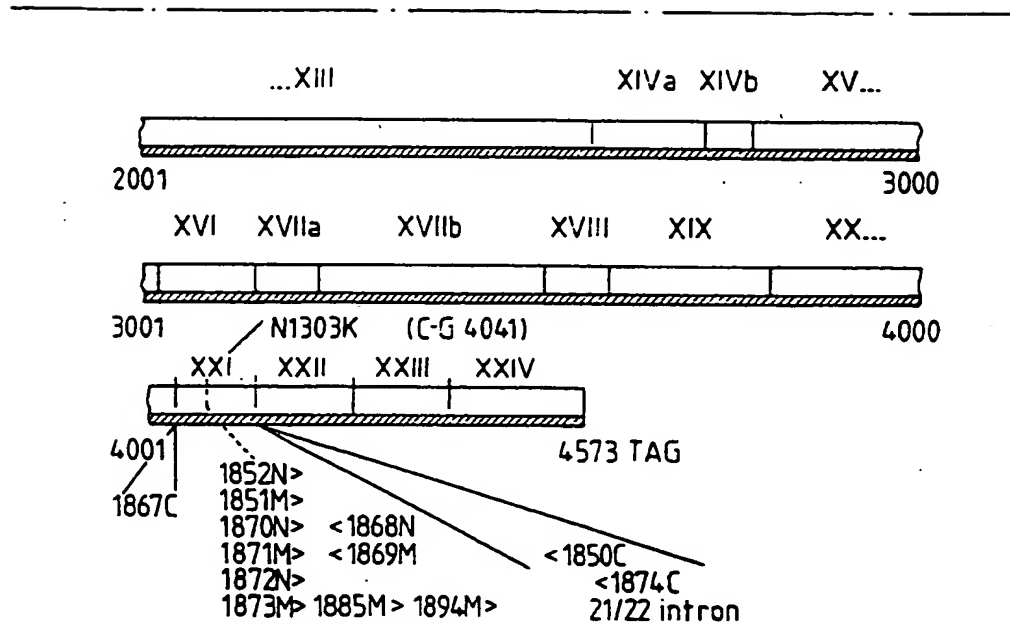 ...XIII XIVa XIVb XV...
2001 3000
XVI XVIIa XVIIb XVIII XIX XX...
3001 N1303K (C-G 4041) 4000
XXI XXII XXIII XXIV
4001 4573 TAG
1867C 1852N>
1851M>
1870N> <1868N
1871M> <1869M <1850C
1872N> <1874C
1873M> 1885M> 1894M> 21/22 intron